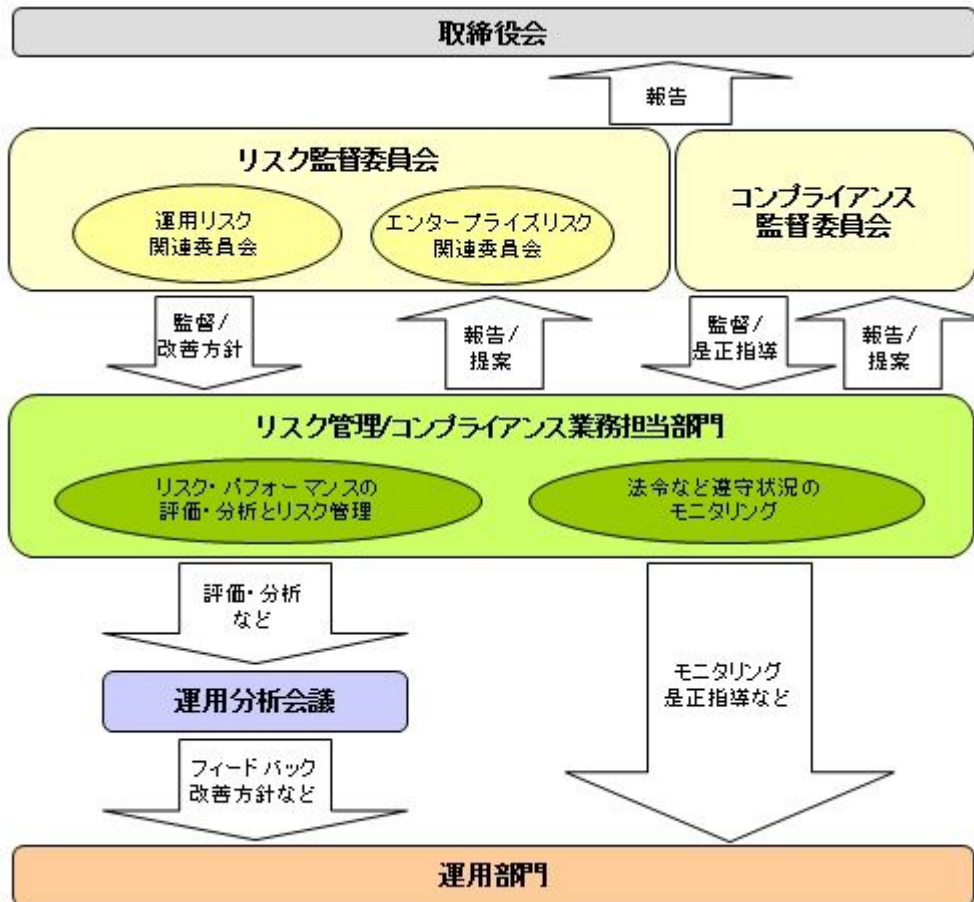 取締役会
報告
リスク監督委員会
運用リスク
関連委員会
エンタープライズリスク
関連委員会
コンプライアンス
監督委員会
監督/
改善方針
報告/
提案
監督/
是正指導
報告/
提案
リスク管理/コンプライアンス業務担当部門
リスク・パフォーマンスの
評価・分析とリスク管理
法令など遵守状況の
モニタリング
評価・分析
など
運用分析会議
フィードバック
改善方針など
モニタリング
是正指導など
運用部門